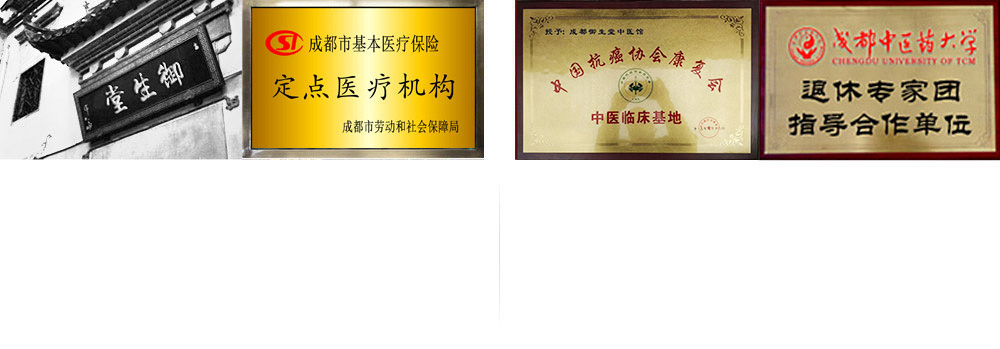 堂生御
SI 成都市基本医疗保险
定点医疗机构
成都市劳动和社会保障局
授予:成都御生堂中医馆
中国抗癌协会康复会
中医临床基地
成都中医药大学
CHENGDU UNIVERSITY OF TCM
退休专家团
指导合作单位